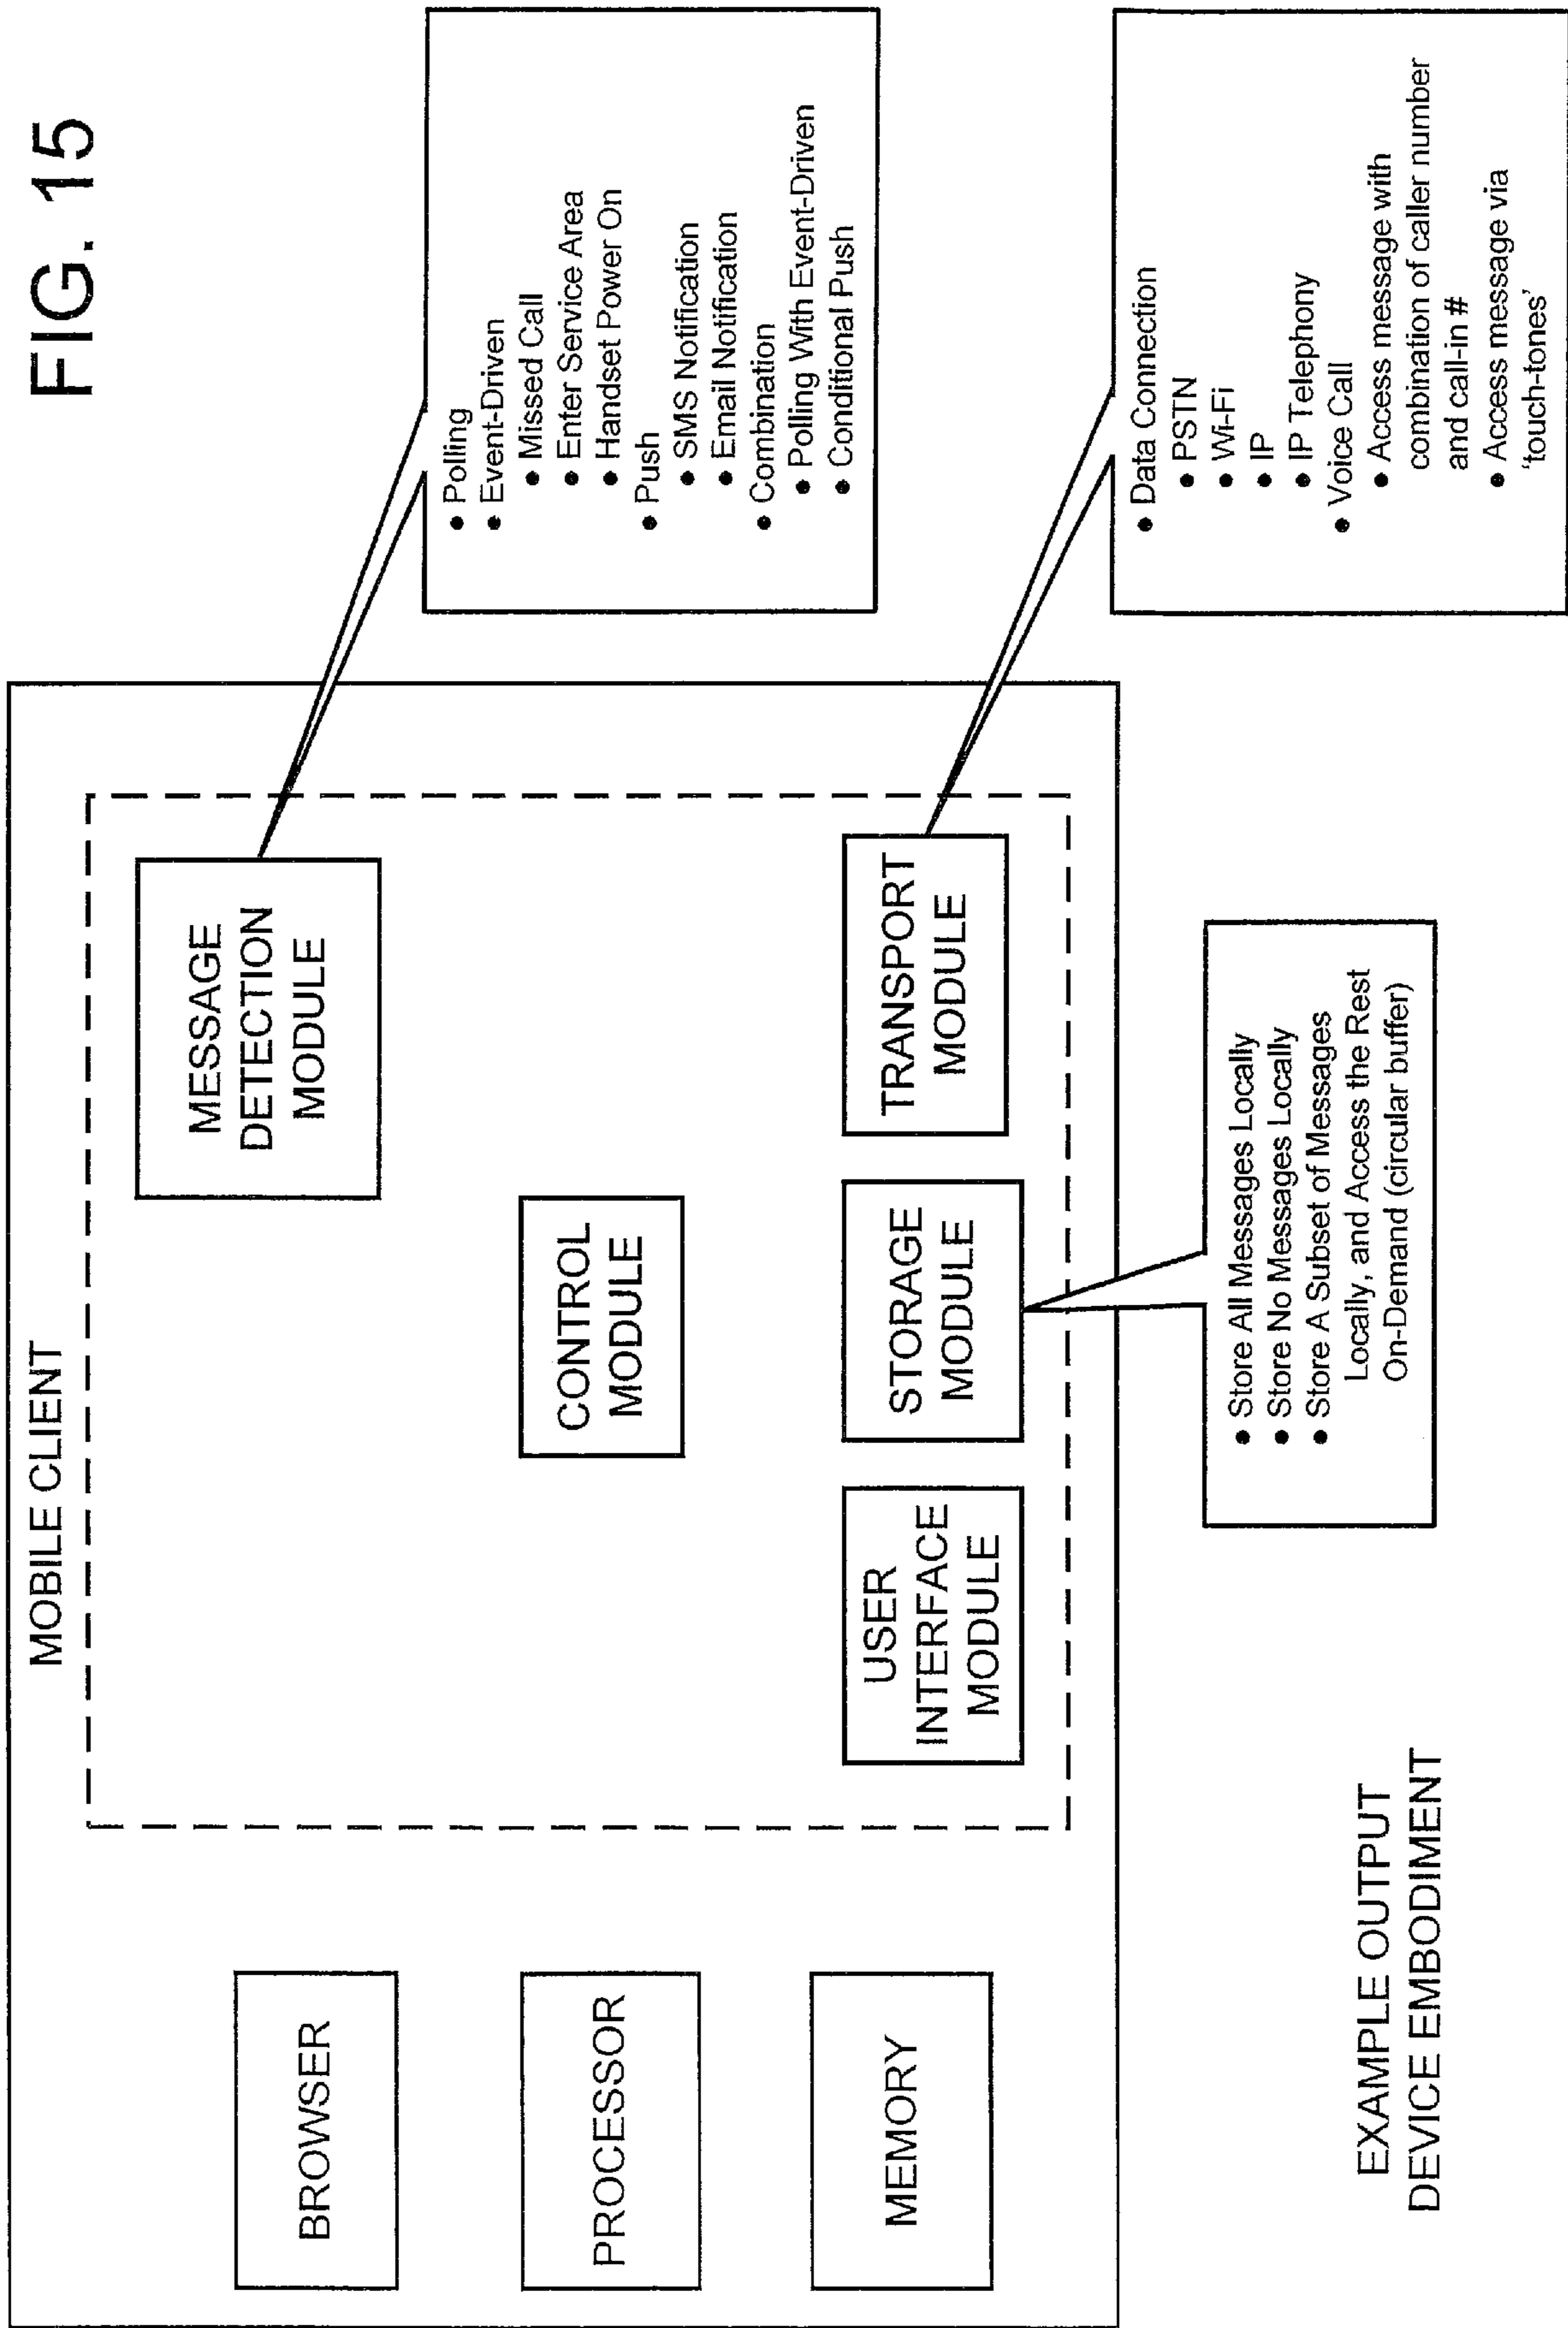 FIG. 15
MOBILE CLIENT
BROWSER
PROCESSOR
MEMORY
MESSAGE
DETECTION
MODULE
CONTROL
MODULE
USER
INTERFACE
MODULE
STORAGE
MODULE
TRANSPORT
MODULE
• Polling
• Event-Driven
• Missed Call
• Enter Service Area
• Handset Power On
• Push
• SMS Notification
• Email Notification
• Combination
• Polling With Event-Driven
• Conditional Push
• Data Connection
• PSTN
• Wi-Fi
• IP
• IP Telephony
• Voice Call
• Access message with
combination of caller number
and call-in #
• Access message via
'touch-tones'
• Store All Messages Locally
• Store No Messages Locally
• Store A Subset of Messages
Locally, and Access the Rest
On-Demand (circular buffer)
EXAMPLE OUTPUT
DEVICE EMBODIMENT